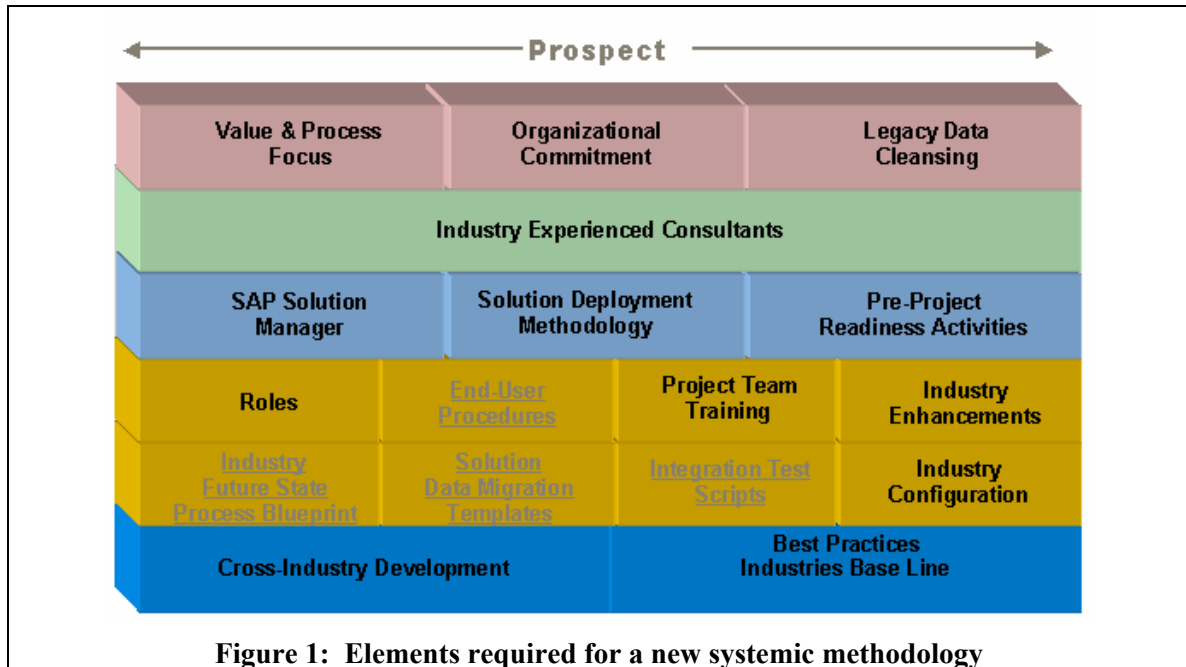 Prospect
Value & Process
Focus
Organizational
Commitment
Legacy Data
Cleansing
Industry Experienced Consultants
SAP Solution
Manager
Solution Deployment
Methodology
Pre-Project
Readiness Activities
Roles
End-User
Procedures
Project Team
Training
Industry
Enhancements
Industry
Future State
Process Blueprint
Solution
Data Migration
Templates
Integration Test
Scripts
Industry
Configuration
Cross-Industry Development
Best Practices
Industries Base Line
Figure 1: Elements required for a new systemic methodology